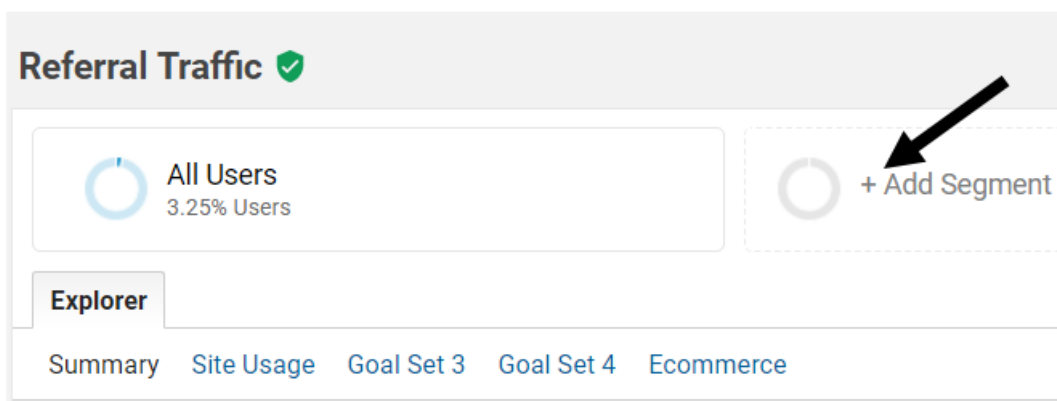 Referral Traffic
All Users
3.25% Users
+ Add Segment
Explorer
Summary Site Usage Goal Set 3 Goal Set 4 Ecommerce